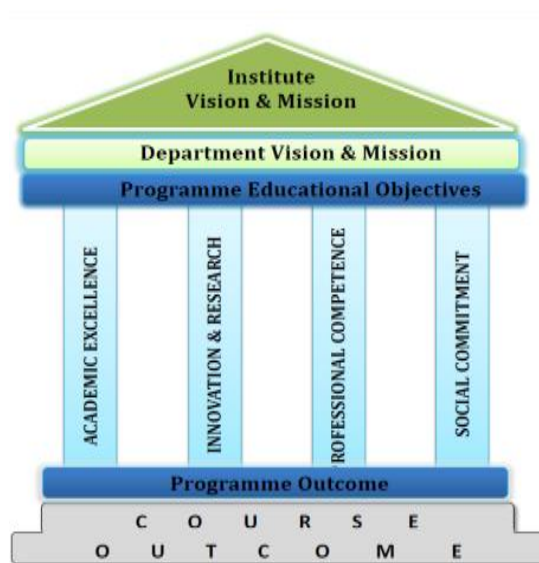 Institute
Vision & Mission
Department Vision & Mission
Programme Educational Objectives
ACADEMIC EXCELLENCE
INNOVATION & RESEARCH
PROFESSIONAL COMPETENCE
SOCIAL COMMITMENT
Programme Outcome
C O U R S E
O U T C O M E